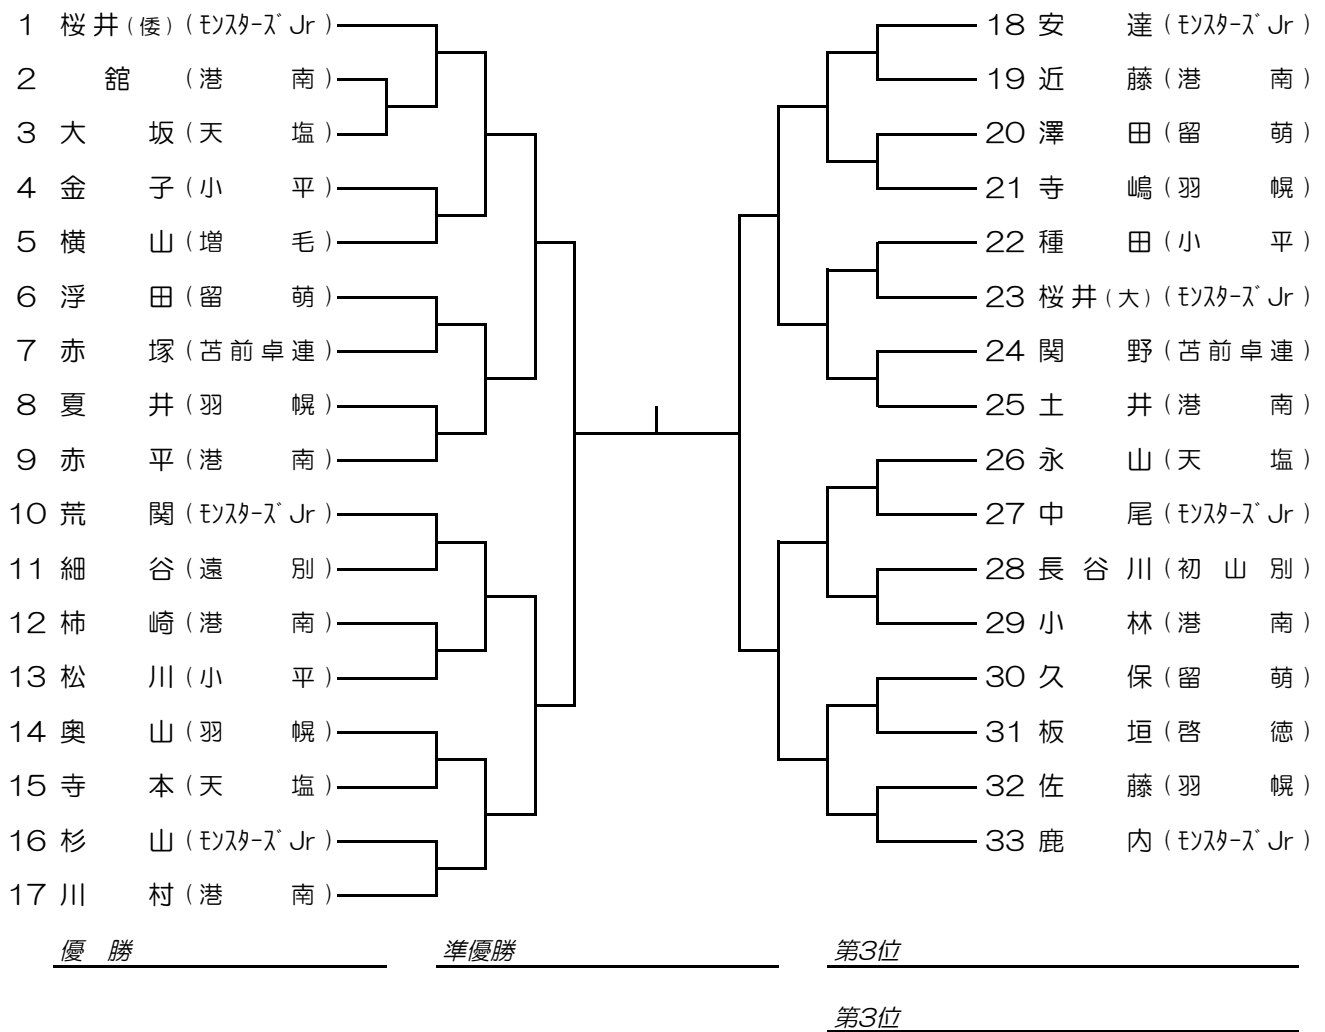 1 桜井(倭)(ﾓﾝｽﾀｰｽﾞJr)
2 舘(港南)
3 大坂(天塩)
4 金子(小平)
5 横山(増毛)
6 浮田(留萌)
7 赤塚(苫前卓連)
8 夏井(羽幌)
9 赤平(港南)
10 荒関(ﾓﾝｽﾀｰｽﾞJr)
11 細谷(遠別)
12 柿崎(港南)
13 松川(小平)
14 奥山(羽幌)
15 寺本(天塩)
16 杉山(ﾓﾝｽﾀｰｽﾞJr)
17 川村(港南)
18 安達(ﾓﾝｽﾀｰｽﾞJr)
19 近藤(港南)
20 澤田(留萌)
21 寺嶋(羽幌)
22 種田(小平)
23 桜井(大)(ﾓﾝｽﾀｰｽﾞJr)
24 関野(苫前卓連)
25 土井(港南)
26 永山(天塩)
27 中尾(ﾓﾝｽﾀｰｽﾞJr)
28 長谷川(初山別)
29 小林(港南)
30 久保(留萌)
31 板垣(啓徳)
32 佐藤(羽幌)
33 鹿内(ﾓﾝｽﾀｰｽﾞJr)
優勝
準優勝
第3位
第3位